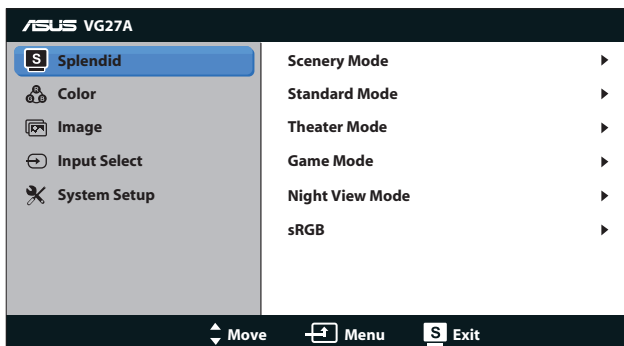 ASUS VG27A
S Splendid
Color
Image
Input Select
System Setup
Scenery Mode
Standard Mode
Theater Mode
Game Mode
Night View Mode
sRGB
Move Menu S Exit